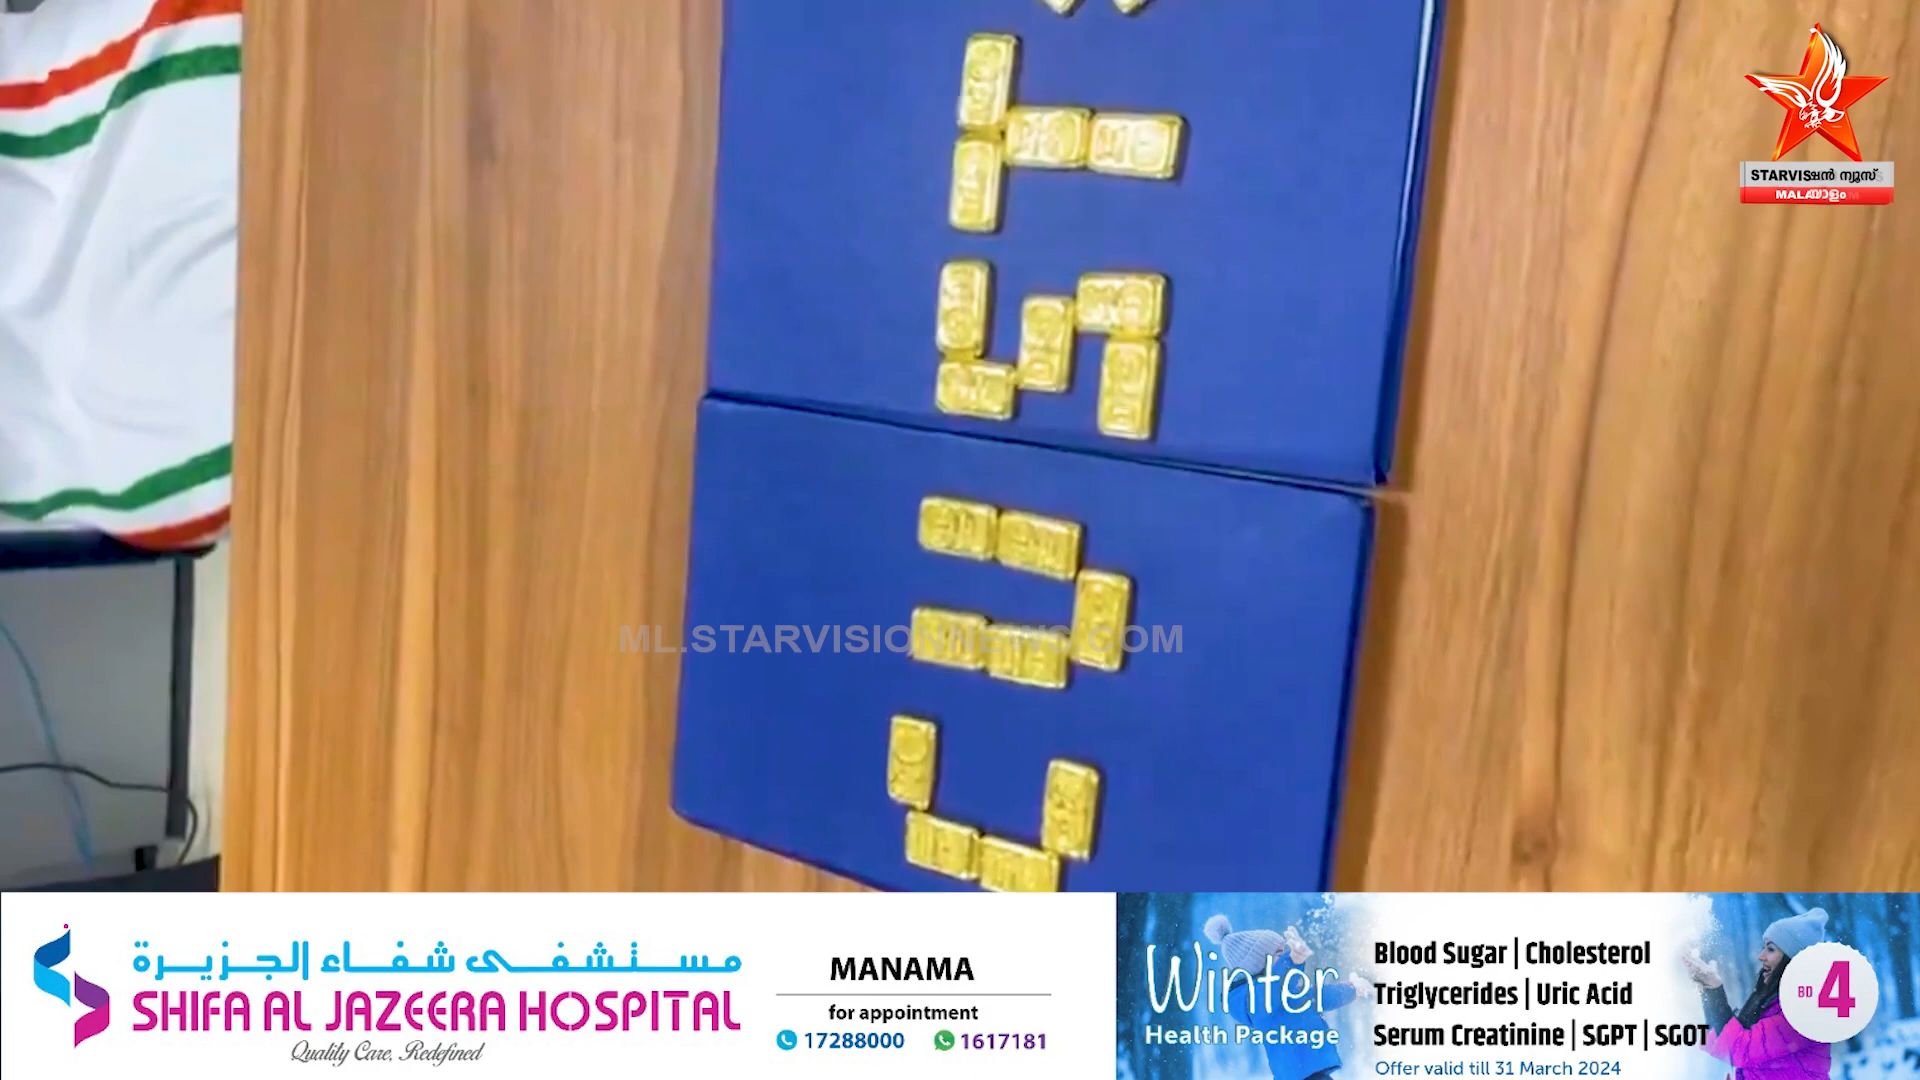 STARVISഷൻ ന്യൂസ്
MALAയാളം
CUST
ML.STARVISIONNEWS.COM
مستشفى شفاء الجزيرة
SHIFA AL JAZEERA HOSPITAL
Quality Care, Redefined
MANAMA
for appointment
17288000
1617181
Winter
Health Package
Blood Sugar | Cholesterol
Triglycerides | Uric Acid
Serum Creatinine | SGPT | SGOT
Offer valid till 31 March 2024
BD 4